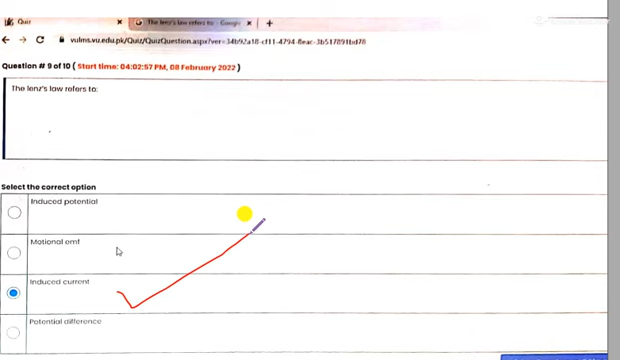 Quiz
The lenz's law refers to: - Google
vulms.vu.edu.pk/Quiz/QuizQuestion.aspx?ver=34b92a18-cf11-4794-8eac-3b517891bd78
Question # 9 of 10 ( Start time: 04:02:57 PM, 08 February 2022 )
The lenz's law refers to:
Select the correct option
Induced potential
Motional emf
Induced current
Potential difference